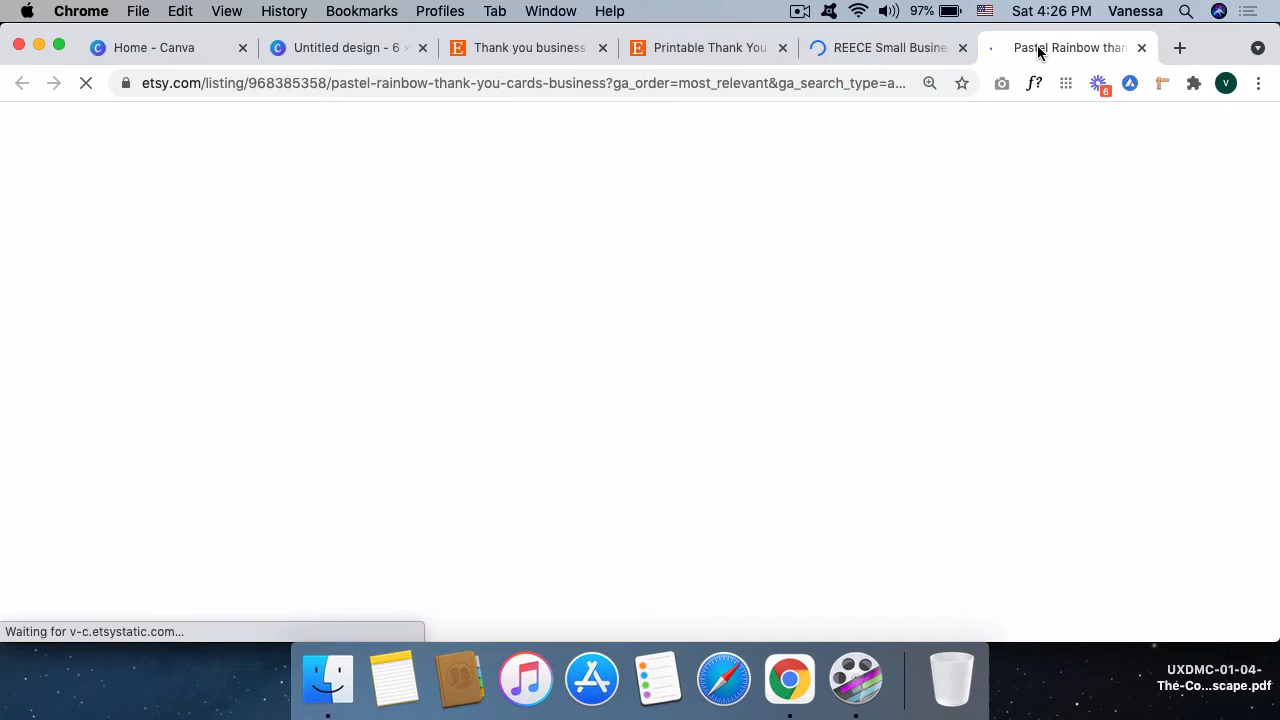 Chrome File Edit View History Bookmarks Profiles Tab Window Help 97% Sat 4:26 PM Vanessa
Home - Canva Untitled design - 6 Thank you business Printable Thank You REECE Small Busine Pastel Rainbow than
etsy.com/listing/968385358/pastel-rainbow-thank-you-cards-business?ga_order=most_relevant&ga_search_type=a... f? 6 V
Waiting for v-c.etsystatic.com...
UXDMC-01-04-
The-Co...scape.pdf